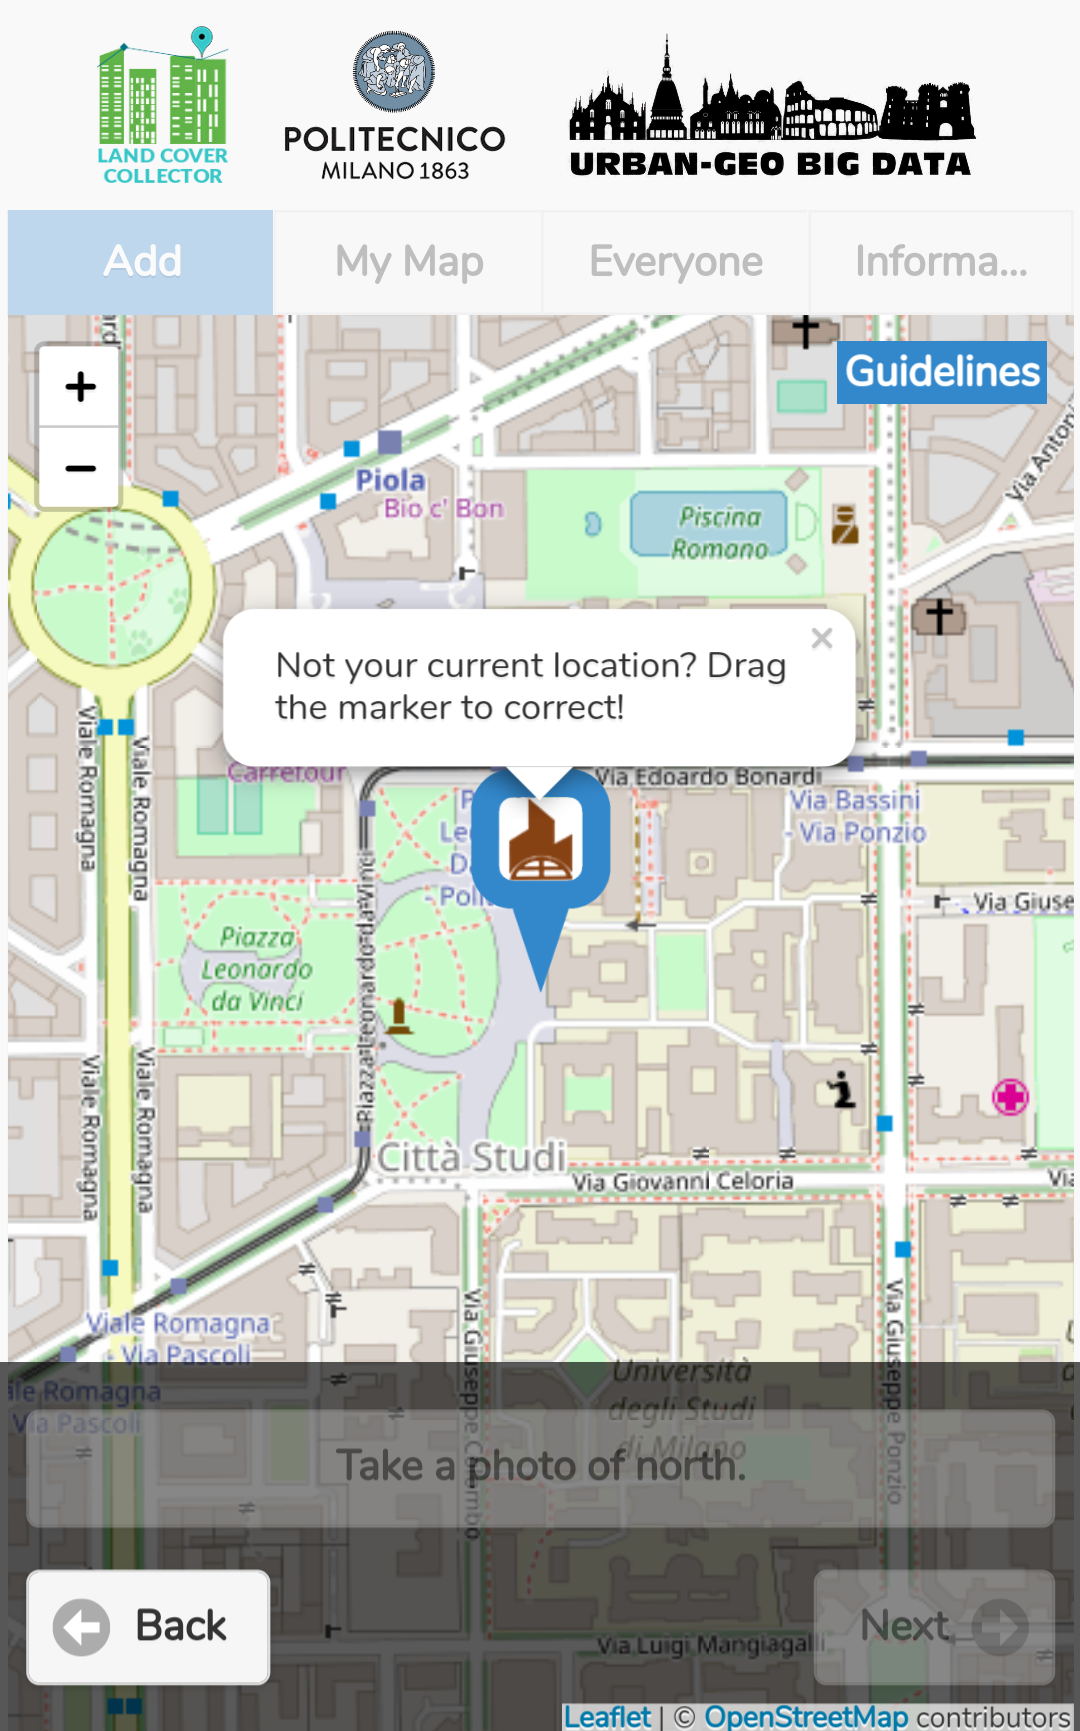 LAND COVER
COLLECTOR
POLITECNICO
MILANO 1863
URBAN-GEO BIG DATA
Add
My Map
Everyone
Informa...
+
Guidelines
−
Via Antoni
Piola
Bio c' Bon
Piscina
Romano
Not your current location? Drag
the marker to correct!
×
Viale Romagna
Viale Romagna
Carrefour
Via Edoardo Bonardi
Via Bassini
- Via Ponzio
Via Giuse
Piazza Leonardo da Vinci
Piazza
Leonardo
da Vinci
Viale Romagna
Viale Romagna
Città Studi
Via Giovanni Celoria
Via Giuseppe Colombo
Via Giuseppe Ponzio
Viale Romagna
- Via Pascoli
ale Romagna
Via Pascoli
Università
degli Studi
di Milano
Take a photo of north.
Back
Next
Via Luigi Mangiagalli
Leaflet | © OpenStreetMap contributors